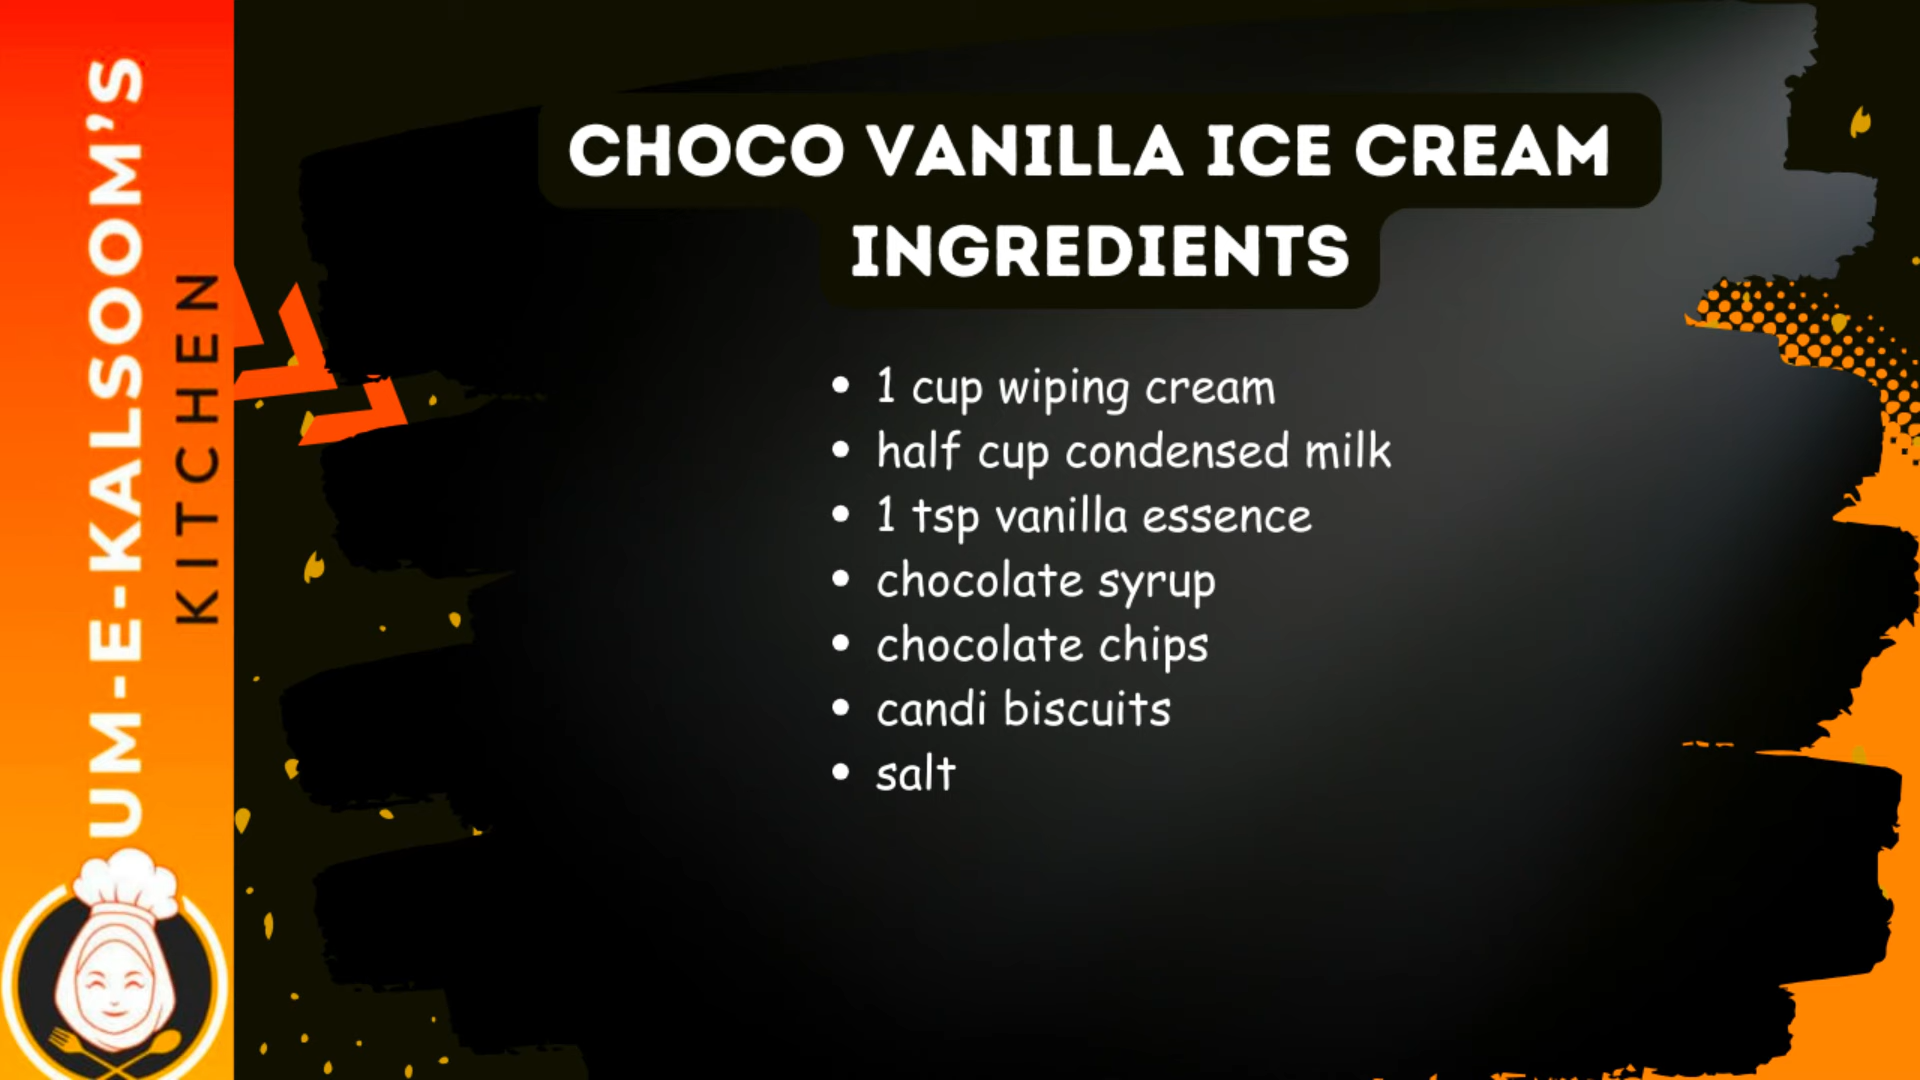 UM-E-KALSOOM'S
KITCHEN
CHOCO VANILLA ICE CREAM
INGREDIENTS
• 1 cup wiping cream
• half cup condensed milk
• 1 tsp vanilla essence
• chocolate syrup
• chocolate chips
• candi biscuits
• salt